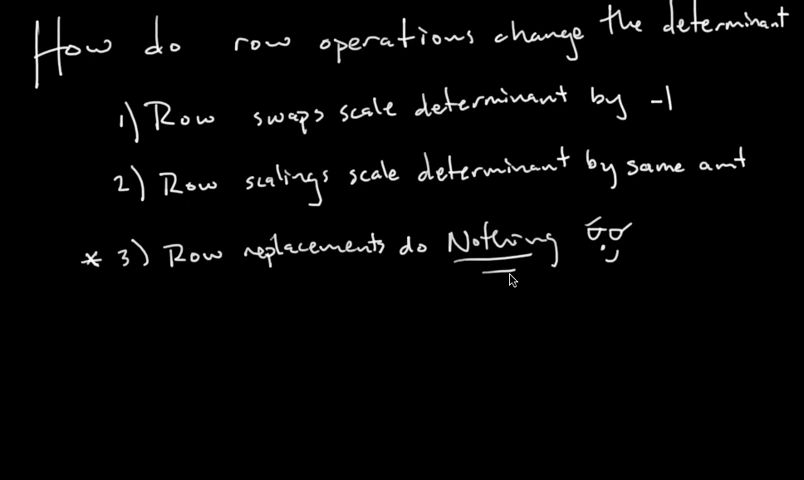 How do row operations change the determinant
1) Row swaps scale determinant by -1
2) Row scalings scale determinant by same amt
* 3) Row replacements do Nothing